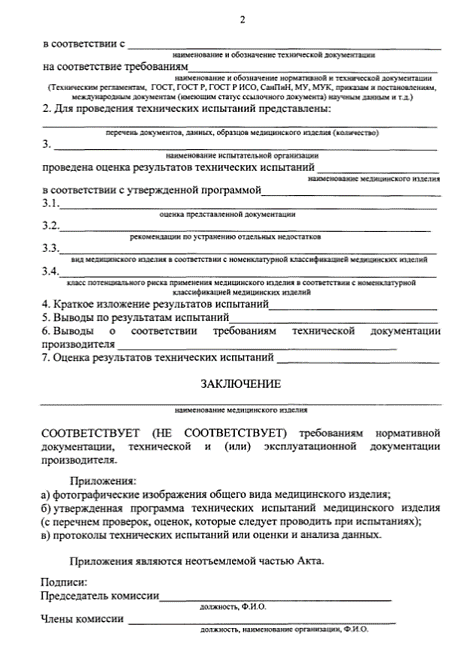 2
в соответствии с
наименование и обозначение технической документации
на соответствие требованиям
наименование и обозначение нормативной и технической документации
(Техническим регламентам, ГОСТ, ГОСТ Р, ГОСТ Р ИСО, СанПиН, МУ, МУК, приказам и постановлениям,
международным документам (имеющим статус ссылочного документа) научным данным и т.д.)
2. Для проведения технических испытаний представлены:
перечень документов, данных, образцов медицинского изделия (количество)
3.
наименование испытательной организации
проведена оценка результатов технических испытаний
наименование медицинского изделия
в соответствии с утвержденной программой
3.1.
оценка представленной документации
3.2.
рекомендации по устранению отдельных недостатков
3.3.
вид медицинского изделия в соответствии с номенклатурной классификацией медицинских изделий
3.4.
класс потенциального риска применения медицинского изделия в соответствии с номенклатурной
классификацией медицинских изделий
4. Краткое изложение результатов испытаний
5. Выводы по результатам испытаний
6. Выводы о соответствии требованиям технической документации
производителя
7. Оценка результатов технических испытаний
ЗАКЛЮЧЕНИЕ
наименование медицинского изделия
СООТВЕТСТВУЕТ (НЕ СООТВЕТСТВУЕТ) требованиям нормативной
документации, технической и (или) эксплуатационной документации
производителя.
Приложения:
а) фотографические изображения общего вида медицинского изделия;
б) утвержденная программа технических испытаний медицинского изделия
(с перечнем проверок, оценок, которые следует проводить при испытаниях);
в) протоколы технических испытаний или оценки и анализа данных.
Приложения являются неотъемлемой частью Акта.
Подписи:
Председатель комиссии
должность, Ф.И.О.
Члены комиссии
должность, наименование организации, Ф.И.О.